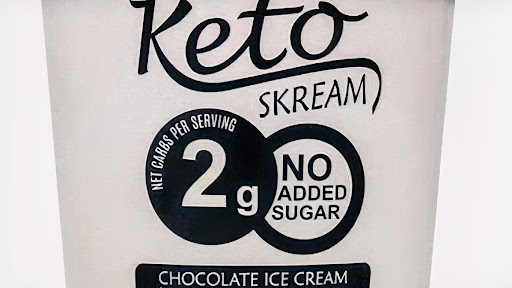 Keto
SKREAM
NET CARBS PER SERVING
2g
NO
ADDED
SUGAR
CHOCOLATE ICE CREAM